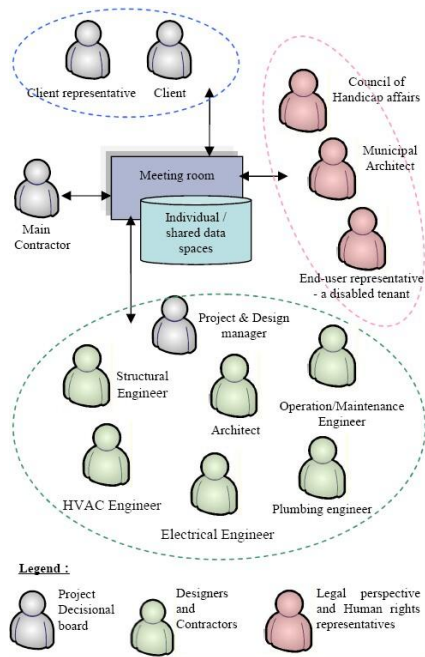 Client representative
Client
Council of
Handicap affairs
Meeting room
Municipal
Architect
Individual /
shared data
spaces
Main
Contractor
End-user representative
- a disabled tenant
Project & Design
manager
Structural
Engineer
Architect
Operation/Maintenance
Engineer
HVAC Engineer
Electrical Engineer
Plumbing engineer
Legend :
Project
Decisional
board
Designers
and
Contractors
Legal perspective
and Human rights
representatives